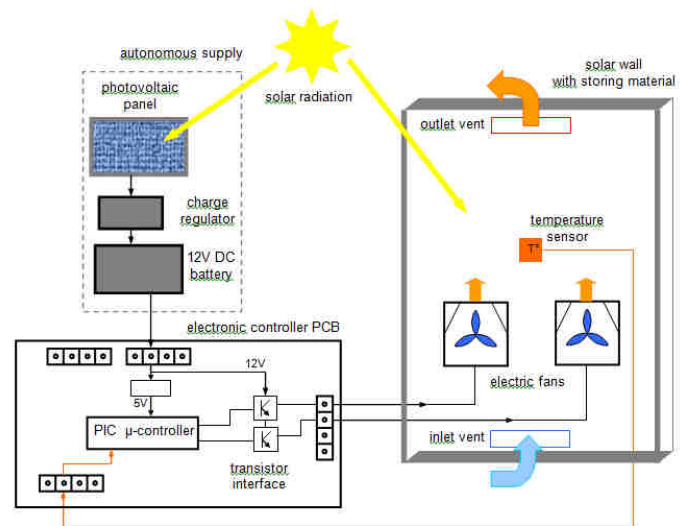 autonomous supply
photovoltaic
panel
solar radiation
solar wall
with storing material
outlet vent
charge
regulator
temperature
sensor
T°
12V DC
battery
electronic controller PCB
12V
electric fans
5V
PIC µ-controller
inlet vent
transistor
interface